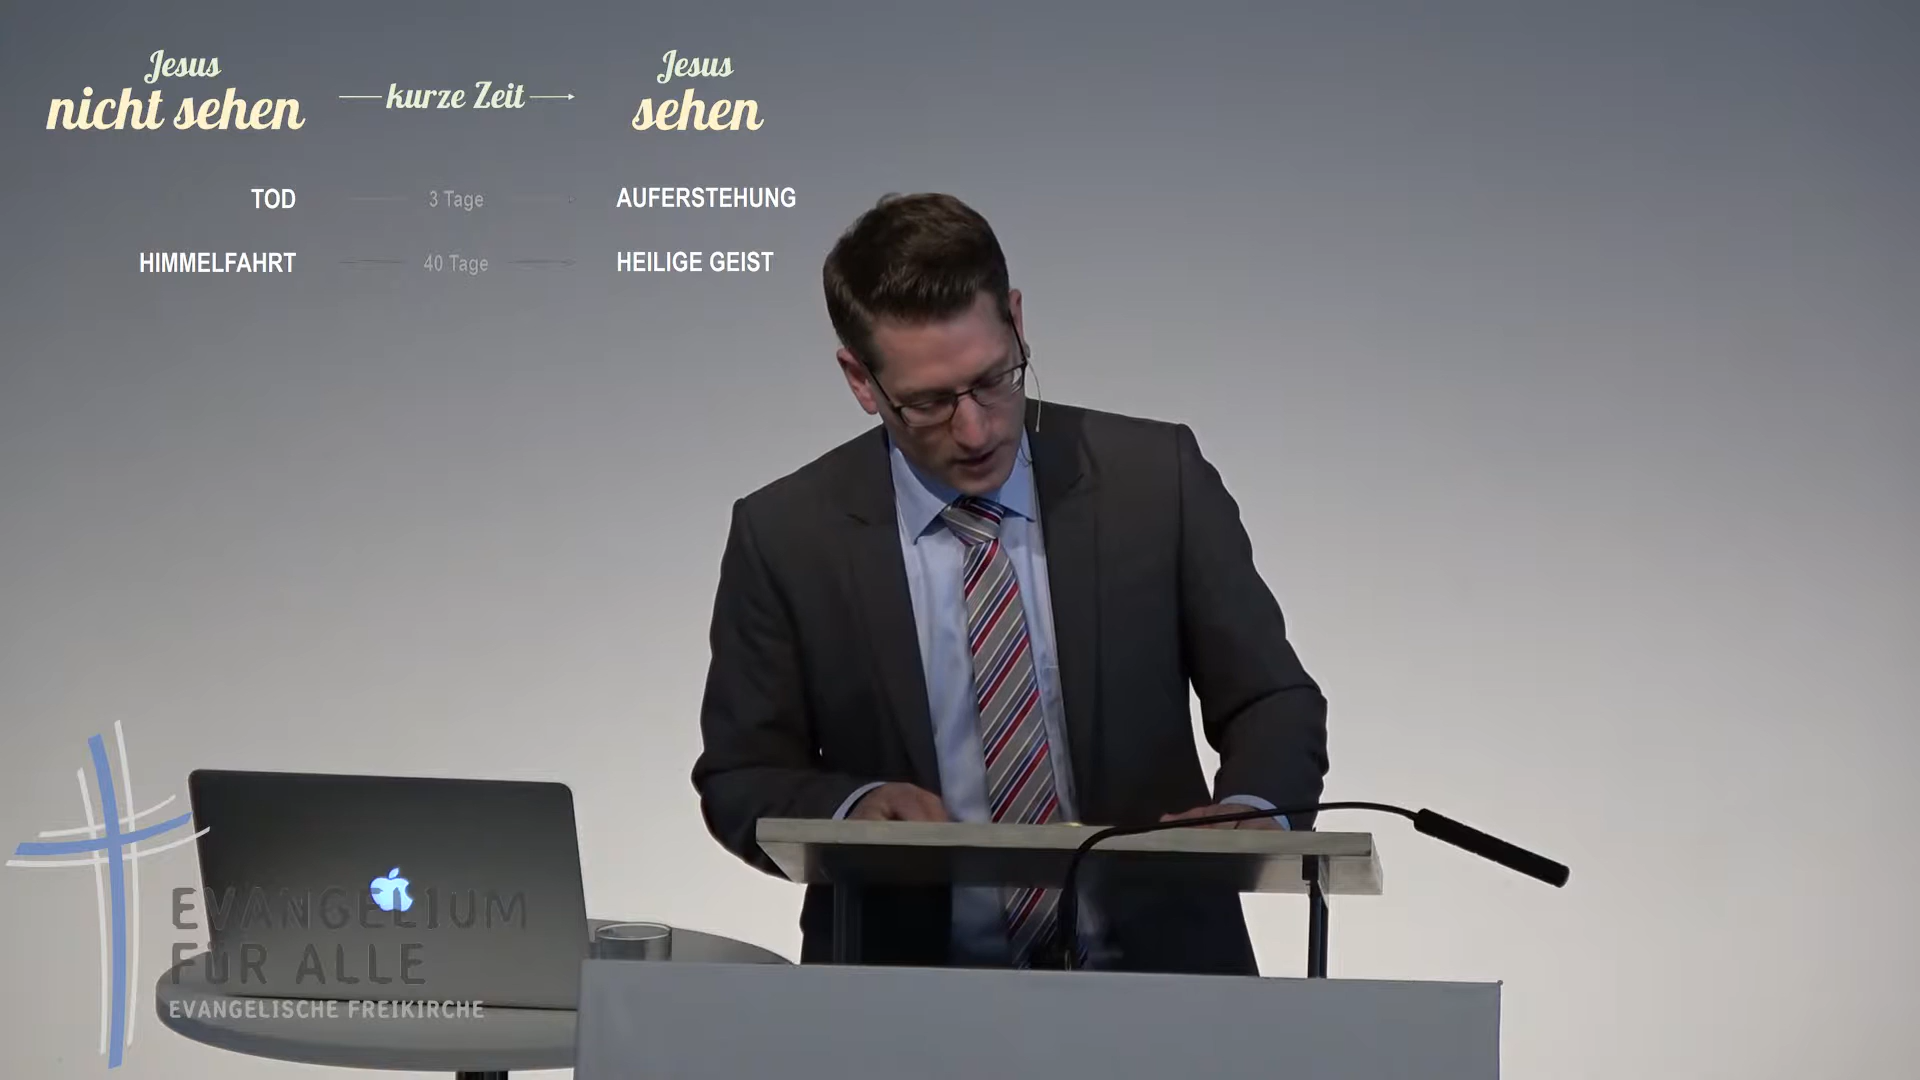 Jesus
nicht sehen
kurze Zeit
Jesus
sehen
TOD
3 Tage
AUFERSTEHUNG
HIMMELFAHRT
40 Tage
HEILIGE GEIST
EVANGELIUM
FÜR ALLE
EVANGELISCHE FREIKIRCHE